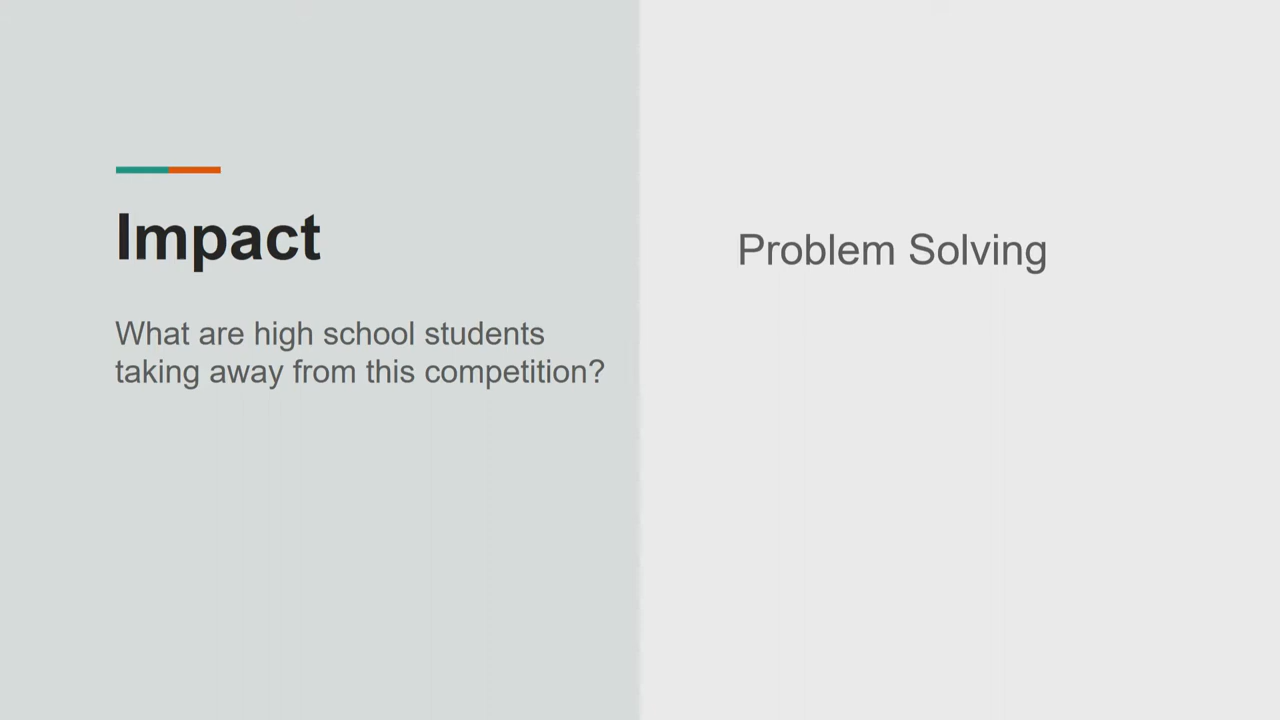 Impact
What are high school students
taking away from this competition?
Problem Solving